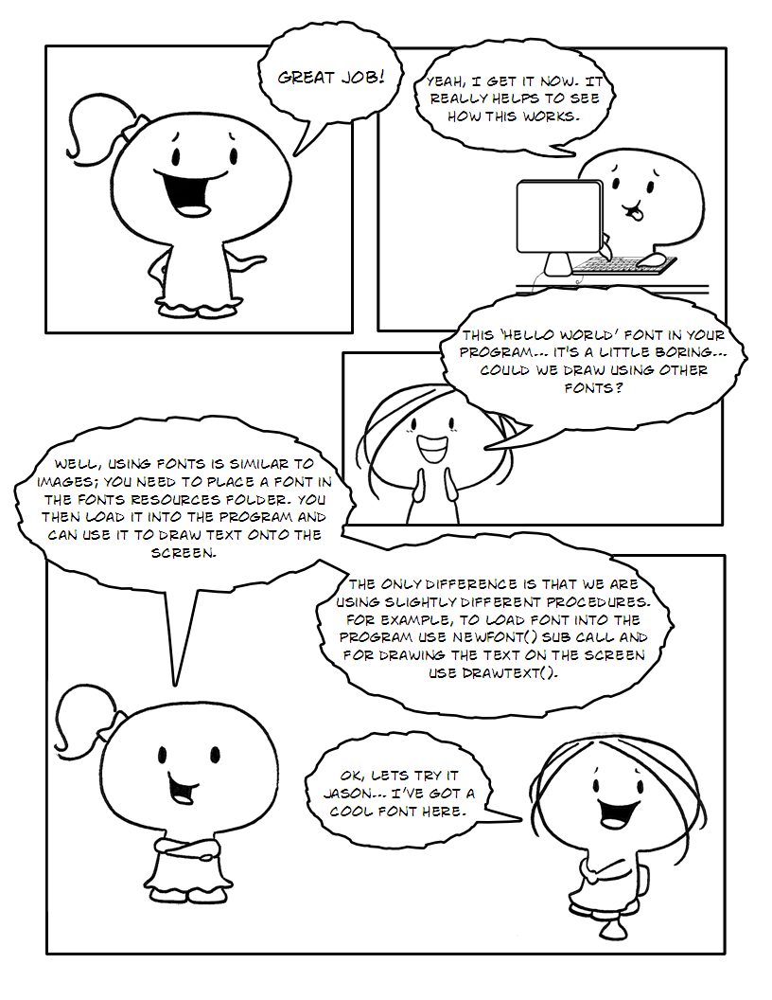 GREAT JOB!
YEAH, I GET IT NOW. IT
REALLY HELPS TO SEE
HOW THIS WORKS.
THIS 'HELLO WORLD' FONT IN YOUR
PROGRAM... IT'S A LITTLE BORING...
COULD WE DRAW USING OTHER
FONTS?
WELL, USING FONTS IS SIMILAR TO
IMAGES; YOU NEED TO PLACE A FONT IN
THE FONTS RESOURCES FOLDER. YOU
THEN LOAD IT INTO THE PROGRAM AND
CAN USE IT TO DRAW TEXT ONTO THE
SCREEN.
THE ONLY DIFFERENCE IS THAT WE ARE
USING SLIGHTLY DIFFERENT PROCEDURES.
FOR EXAMPLE, TO LOAD FONT INTO THE
PROGRAM USE NEWFONT() SUB CALL AND
FOR DRAWING THE TEXT ON THE SCREEN
USE DRAWTEXT().
OK, LETS TRY IT
JASON... I'VE GOT A
COOL FONT HERE.